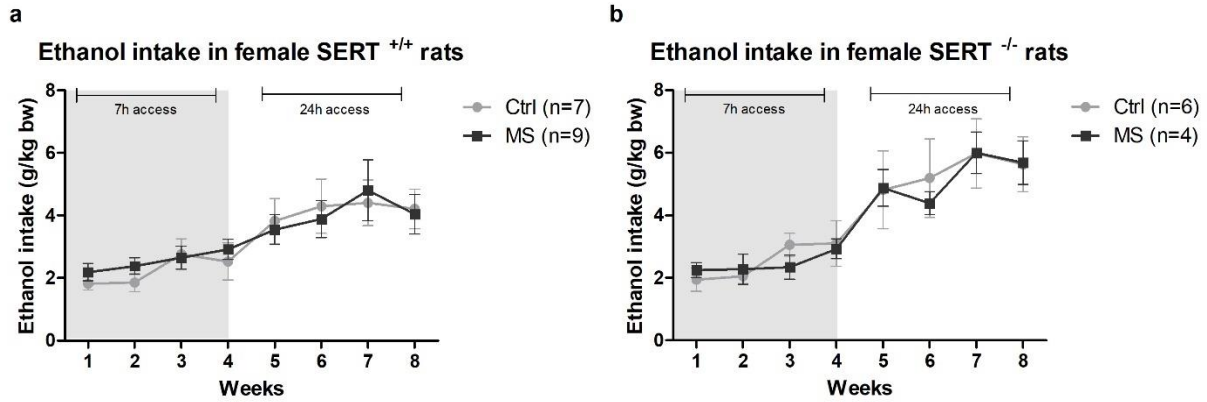 a
Ethanol intake in female SERT +/+ rats
8
6
4
2
0
Ethanol intake (g/kg bw)
7h access
24h access
Ctrl (n=7)
MS (n=9)
1 2 3 4 5 6 7 8
Weeks
b
Ethanol intake in female SERT -/- rats
8
6
4
2
0
Ethanol intake (g/kg bw)
7h access
24h access
Ctrl (n=6)
MS (n=4)
1 2 3 4 5 6 7 8
Weeks